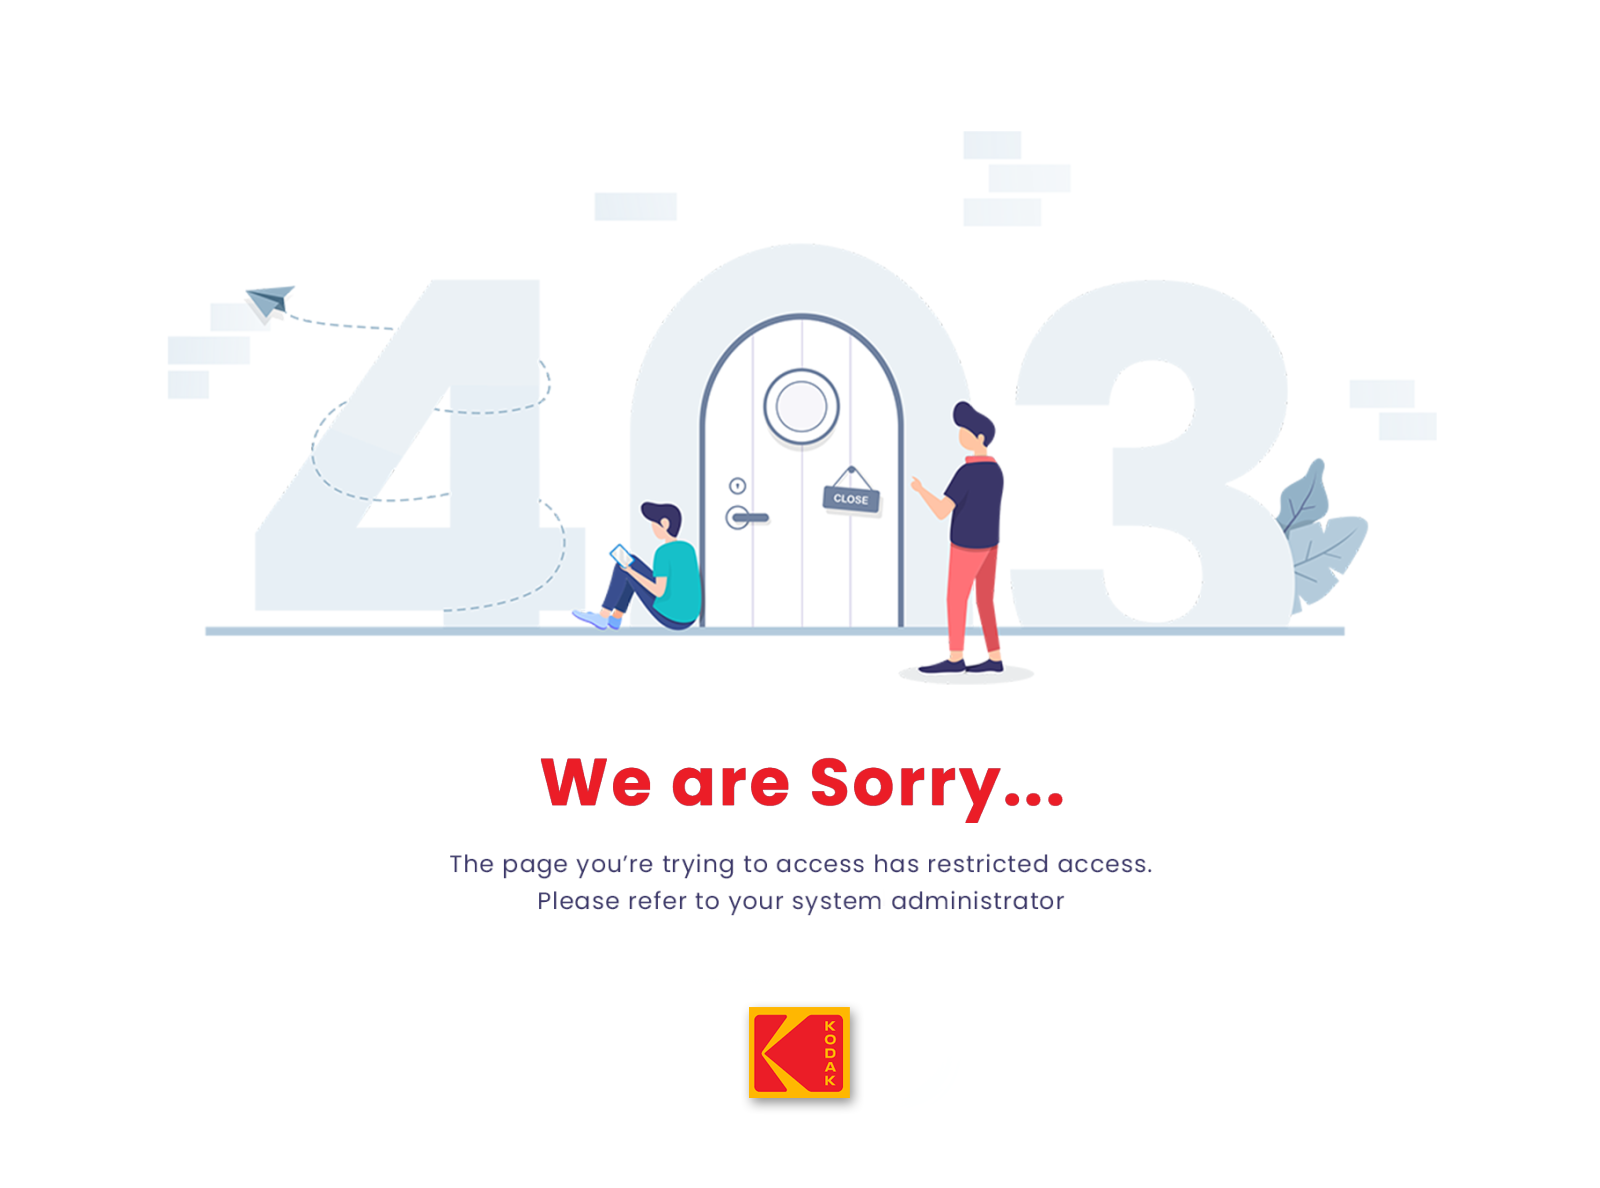 403
CLOSE
We are Sorry...
The page you’re trying to access has restricted access.
Please refer to your system administrator
KODAK